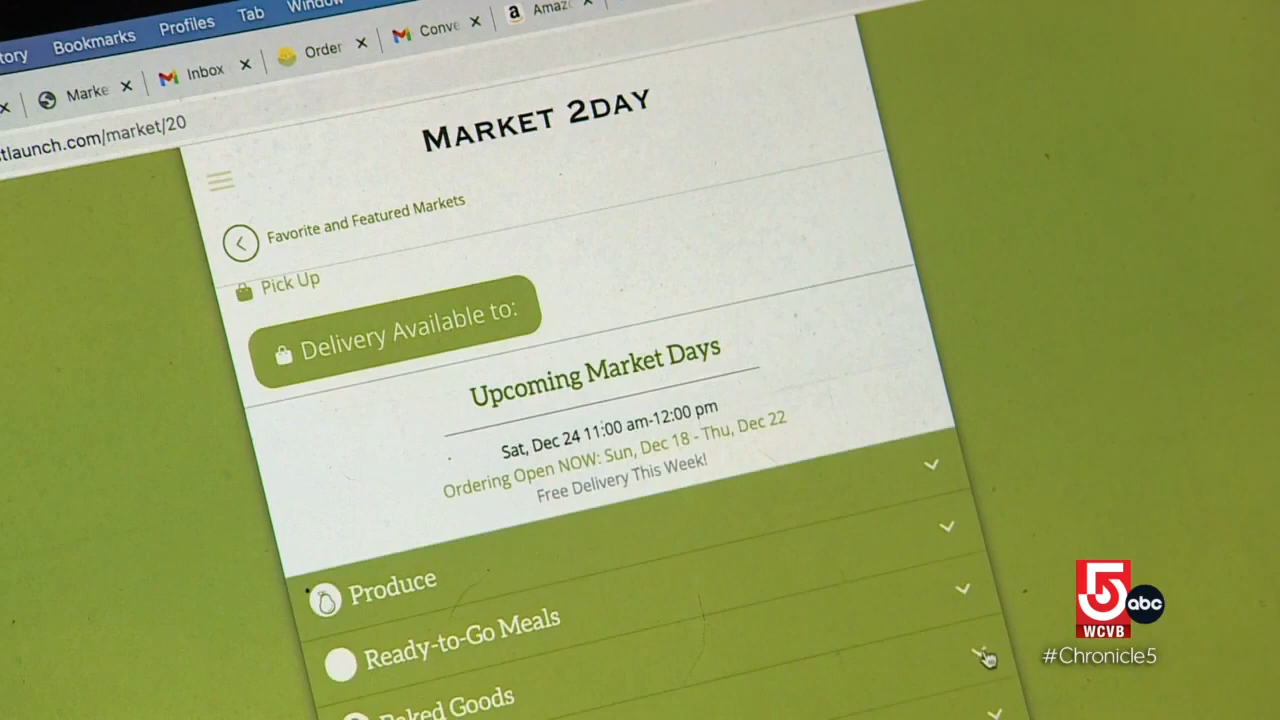 tory Bookmarks Profiles Tab Window
Marke Inbox Order Conve Amaz
tlaunch.com/market/20
MARKET 2DAY
Favorite and Featured Markets
Pick Up
Delivery Available to:
Upcoming Market Days
Sat, Dec 24 11:00 am-12:00 pm
Ordering Open NOW: Sun, Dec 18 - Thu, Dec 22
Free Delivery This Week!
Produce
Ready-to-Go Meals
Baked Goods
5
abc
WCVB
#Chronicle5